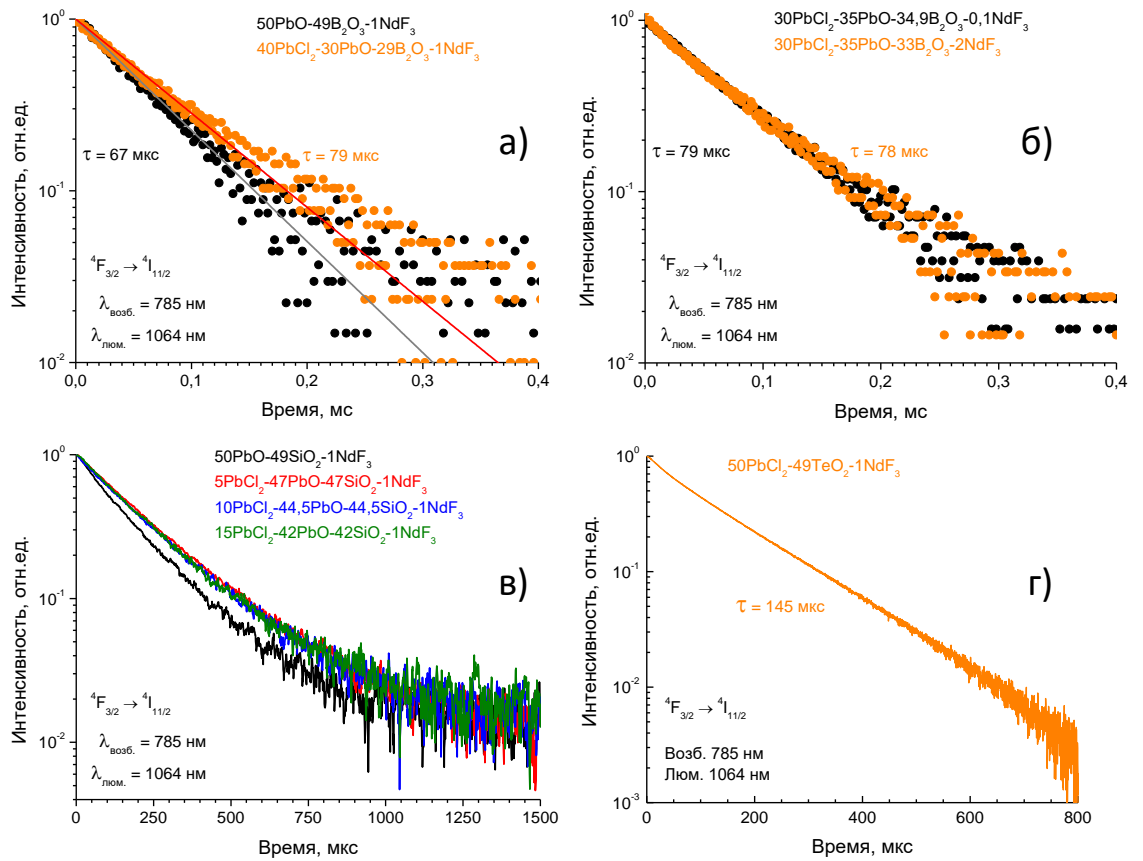 50PbO-49B₂O₃-1NdF₃
40PbCl₂-30PbO-29B₂O₃-1NdF₃
а)
τ = 67 мкс
τ = 79 мкс
⁴F₃/₂ → ⁴I₁₁/₂
λвозб. = 785 нм
λлюм. = 1064 нм
Интенсивность, отн.ед.
10⁰
10⁻¹
10⁻²
0,0 0,1 0,2 0,3 0,4
Время, мс
30PbCl₂-35PbO-34,9B₂O₃-0,1NdF₃
30PbCl₂-35PbO-33B₂O₃-2NdF₃
б)
τ = 79 мкс
τ = 78 мкс
⁴F₃/₂ → ⁴I₁₁/₂
λвозб. = 785 нм
λлюм. = 1064 нм
Интенсивность, отн.ед.
10⁰
10⁻¹
10⁻²
0,0 0,1 0,2 0,3 0,4
Время, мс
50PbO-49SiO₂-1NdF₃
5PbCl₂-47PbO-47SiO₂-1NdF₃
10PbCl₂-44,5PbO-44,5SiO₂-1NdF₃
15PbCl₂-42PbO-42SiO₂-1NdF₃
в)
⁴F₃/₂ → ⁴I₁₁/₂
λвозб. = 785 нм
λлюм. = 1064 нм
Интенсивность, отн.ед.
10⁰
10⁻¹
10⁻²
0 250 500 750 1000 1250 1500
Время, мкс
50PbCl₂-49TeO₂-1NdF₃
г)
τ = 145 мкс
⁴F₃/₂ → ⁴I₁₁/₂
Возб. 785 нм
Люм. 1064 нм
Интенсивность, отн.ед.
10⁰
10⁻¹
10⁻²
10⁻³
0 200 400 600 800
Время, мкс